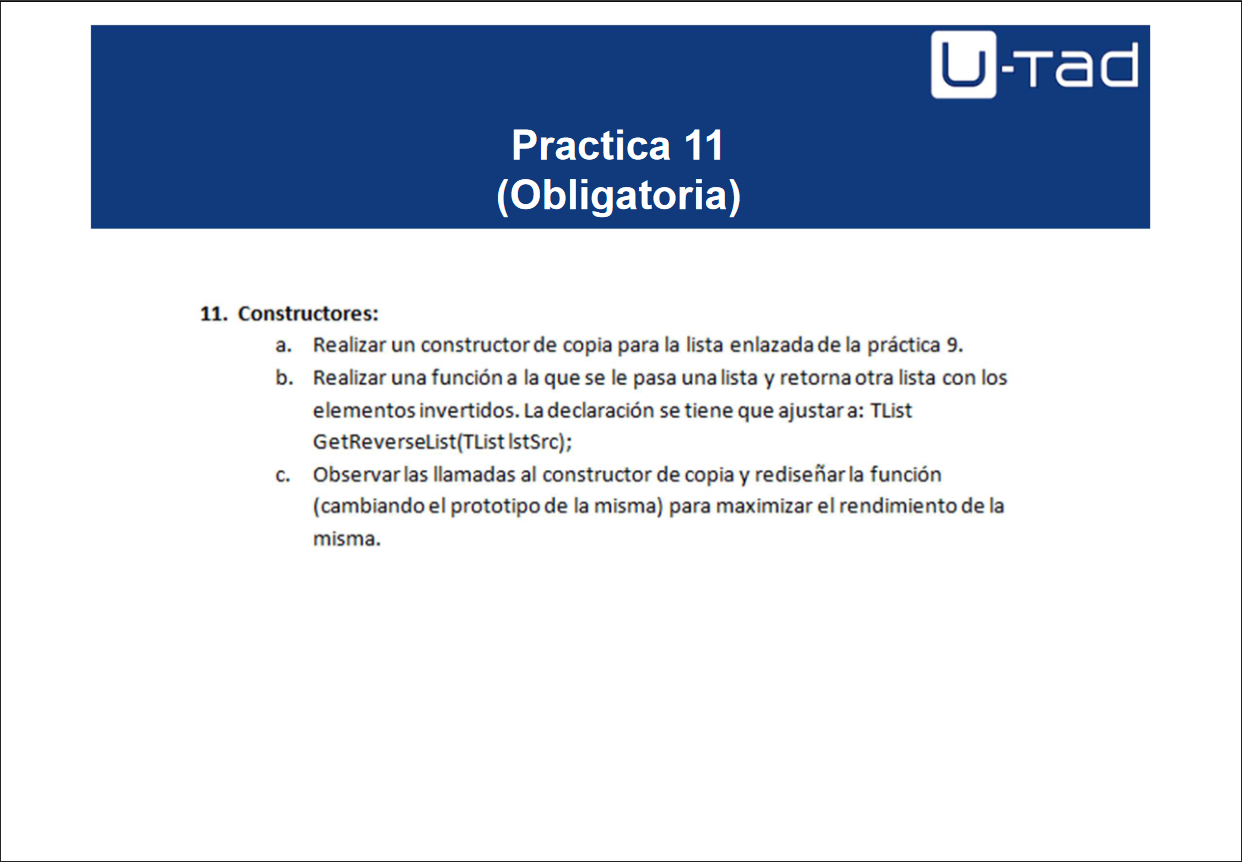 U-Tad
Practica 11
(Obligatoria)
11. Constructores:
a. Realizar un constructor de copia para la lista enlazada de la práctica 9.
b. Realizar una función a la que se le pasa una lista y retorna otra lista con los
elementos invertidos. La declaración se tiene que ajustar a: TList
GetReverseList(TList lstSrc);
c. Observar las llamadas al constructor de copia y rediseñar la función
(cambiando el prototipo de la misma) para maximizar el rendimiento de la
misma.